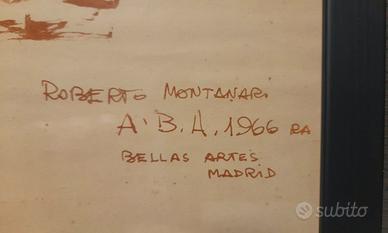 ROBERTO MONTANARI
A. B. A. 1966 RA
BELLAS ARTES
MADRID
subito